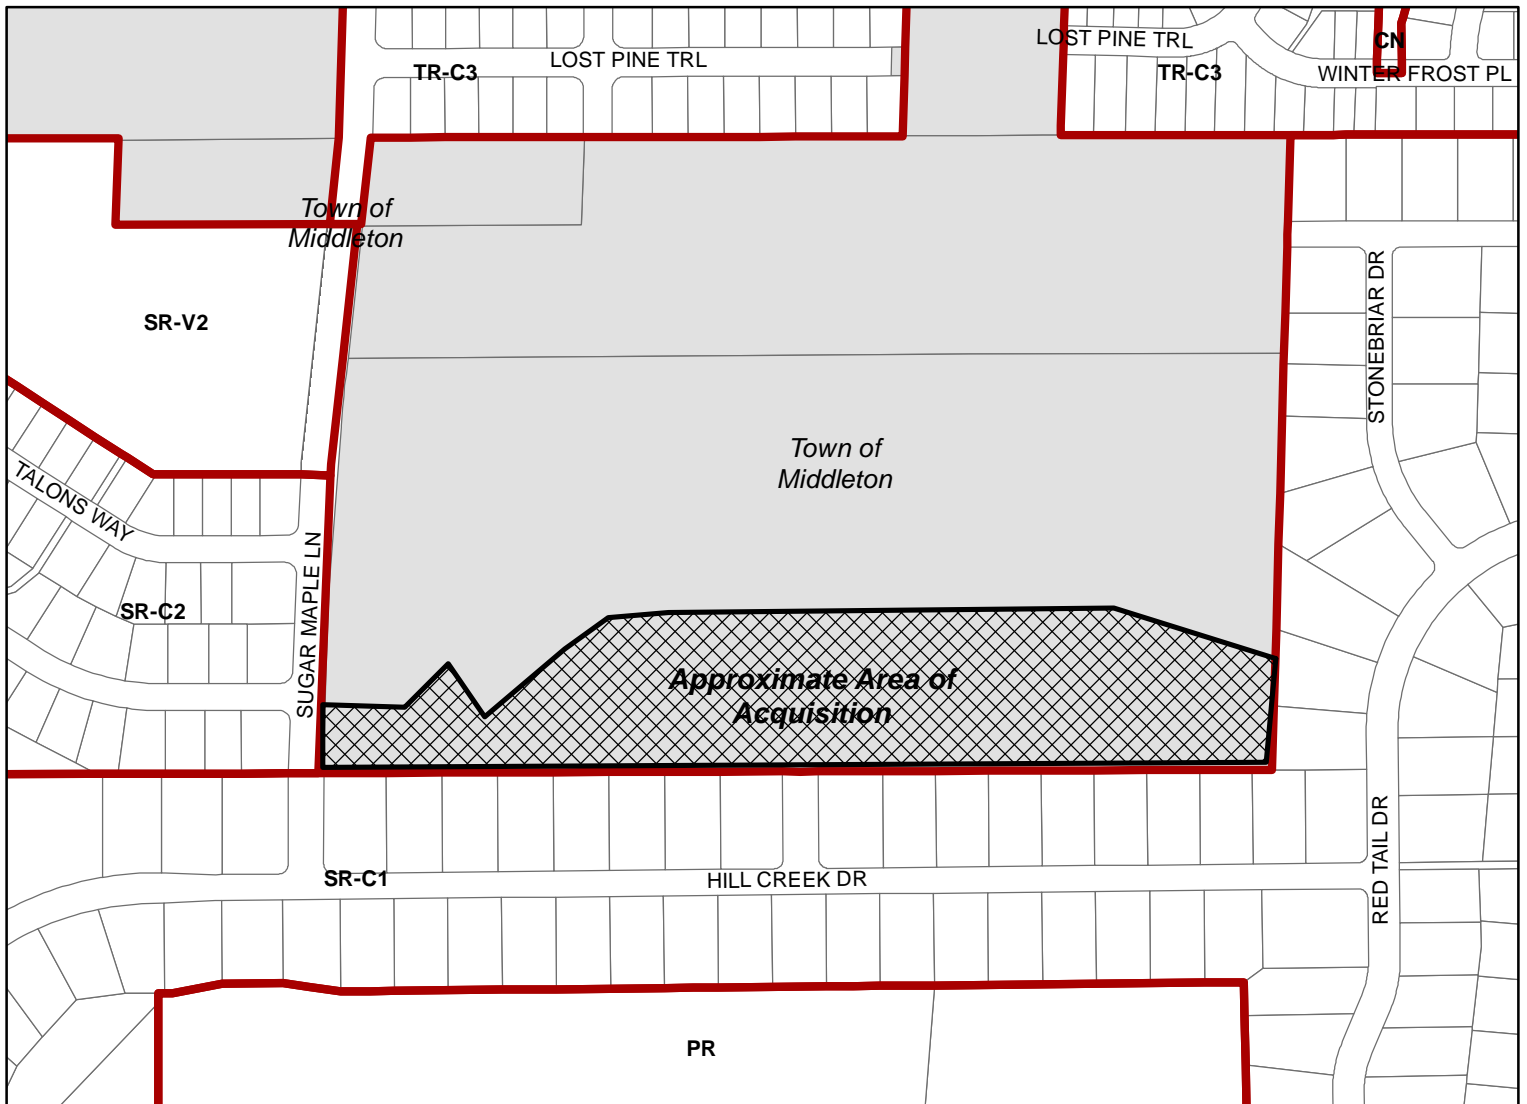 LOST PINE TRL
TR-C3
LOST PINE TRL
TR-C3
CN
WINTER FROST PL
Town of
Middleton
SR-V2
STONEBRIAR DR
Town of
Middleton
TALONS WAY
SR-C2
SUGAR MAPLE LN
Approximate Area of
Acquisition
SR-C1
HILL CREEK DR
RED TAIL DR
PR